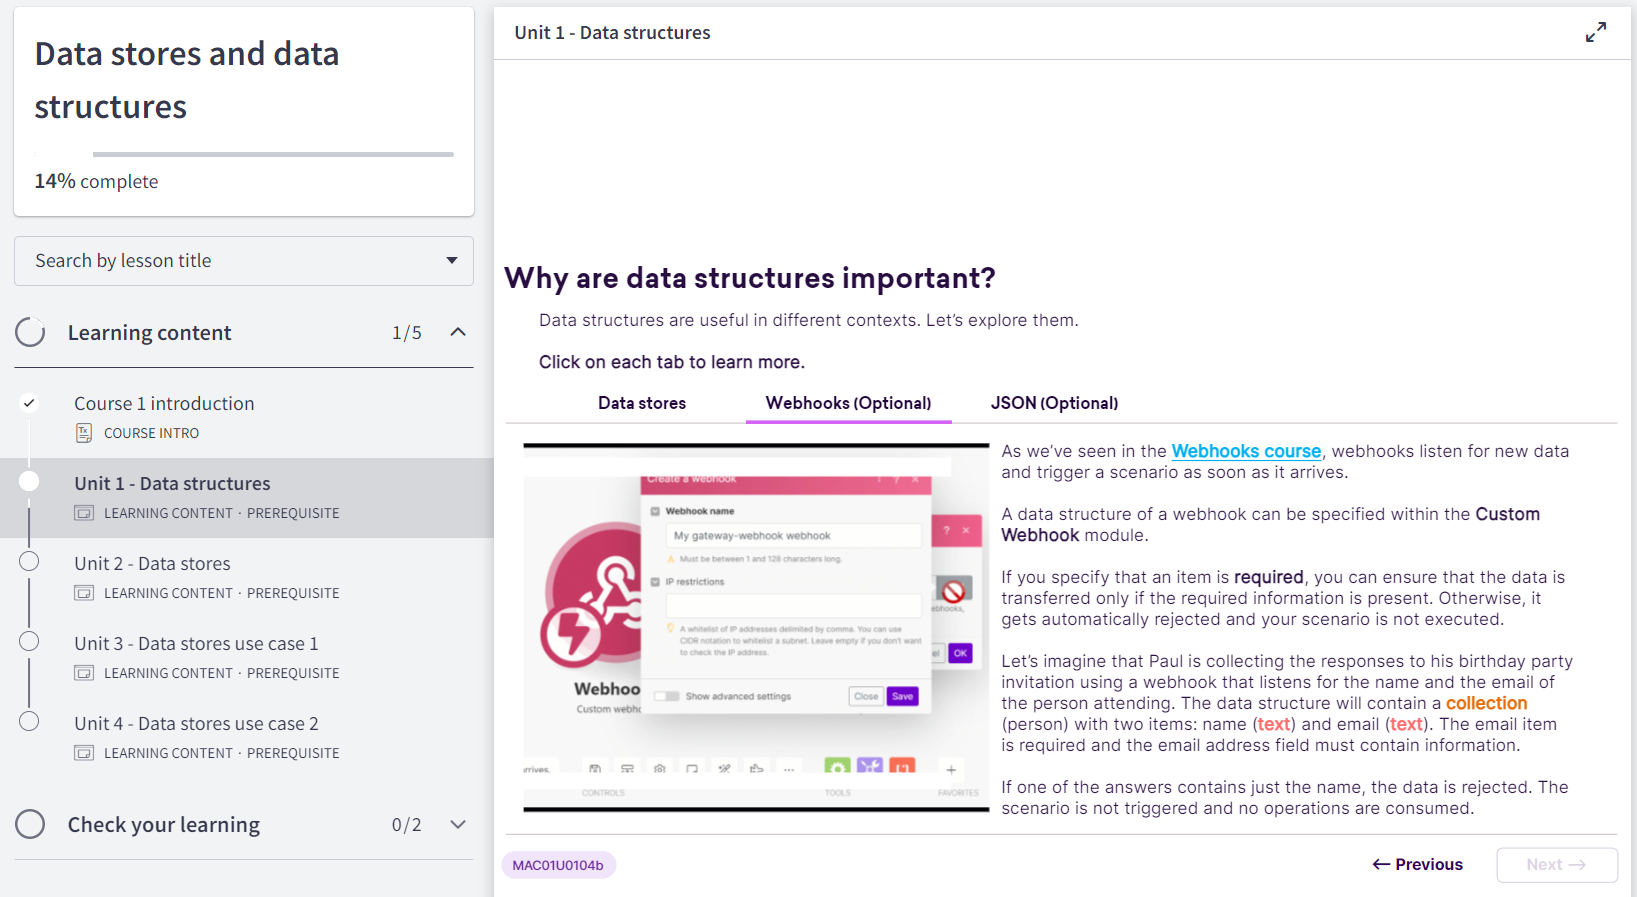 Data stores and data
structures
14% complete
Search by lesson title
Learning content
1/5
Course 1 introduction
COURSE INTRO
Unit 1 - Data structures
LEARNING CONTENT · PREREQUISITE
Unit 2 - Data stores
LEARNING CONTENT · PREREQUISITE
Unit 3 - Data stores use case 1
LEARNING CONTENT · PREREQUISITE
Unit 4 - Data stores use case 2
LEARNING CONTENT · PREREQUISITE
Check your learning
0/2
Unit 1 - Data structures
Why are data structures important?
Data structures are useful in different contexts. Let's explore them.
Click on each tab to learn more.
Data stores
Webhooks (Optional)
JSON (Optional)
Create a webhook
Webhook name
My gateway-webhook webhook
Must be between 1 and 128 characters long.
IP restrictions
A whitelist of IP addresses delimited by comma. You can use
CIDR notation to whitelist a subnet. Leave empty if you don't want
to check the IP address.
Show advanced settings
Close
Save
OK
CONTROLS
TOOLS
FAVORITES
As we've seen in the Webhooks course, webhooks listen for new data
and trigger a scenario as soon as it arrives.
A data structure of a webhook can be specified within the Custom
Webhook module.
If you specify that an item is required, you can ensure that the data is
transferred only if the required information is present. Otherwise, it
gets automatically rejected and your scenario is not executed.
Let's imagine that Paul is collecting the responses to his birthday party
invitation using a webhook that listens for the name and the email of
the person attending. The data structure will contain a collection
(person) with two items: name (text) and email (text). The email item
is required and the email address field must contain information.
If one of the answers contains just the name, the data is rejected. The
scenario is not triggered and no operations are consumed.
MAC01U0104b
← Previous
Next →